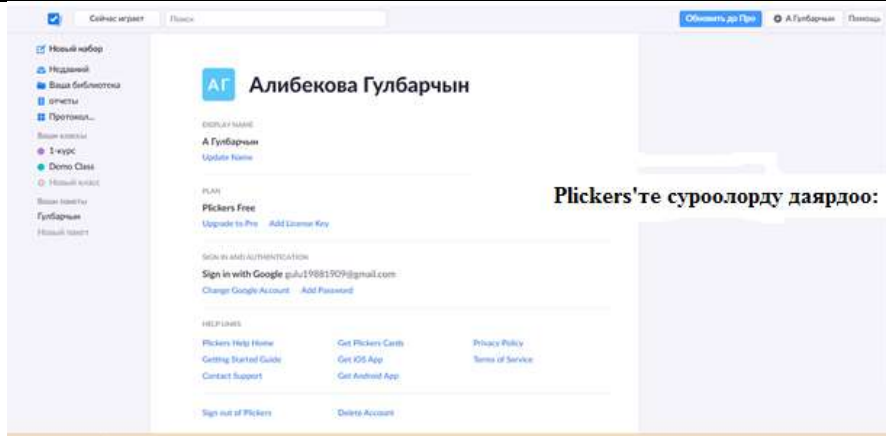 Сейчас играет
Поиск
Обновить до Про
А Гулбарчын
Помощь
Новый набор
Недавний
Ваша библиотека
отчеты
Протокол...
Ваши классы
1-курс
Demo Class
Новый класс
Ваши пакеты
Гулбарчын
Новый пакет
АГ
Алибекова Гулбарчын
DISPLAY NAME
А Гулбарчын
Update Name
PLAN
Plickers Free
Upgrade to Pro Add License Key
Plickers'те суроолорду даярдоо:
SIGN IN AND AUTHENTICATION
Sign in with Google gulu19881909@gmail.com
Change Google Account Add Password
HELP LINKS
Plickers Help Home Get Plickers Cards Privacy Policy
Getting Started Guide Get iOS App Terms of Service
Contact Support Get Android App
Sign out of Plickers Delete Account